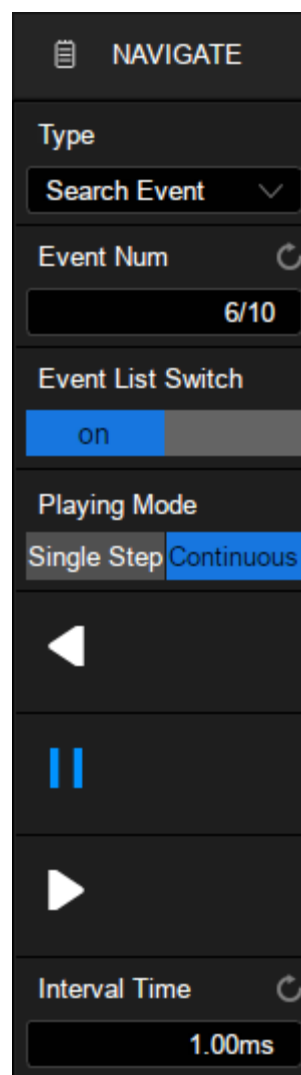 NAVIGATE
Type
Search Event
Event Num
6/10
Event List Switch
on
Playing Mode
Single Step Continuous
Interval Time
1.00ms